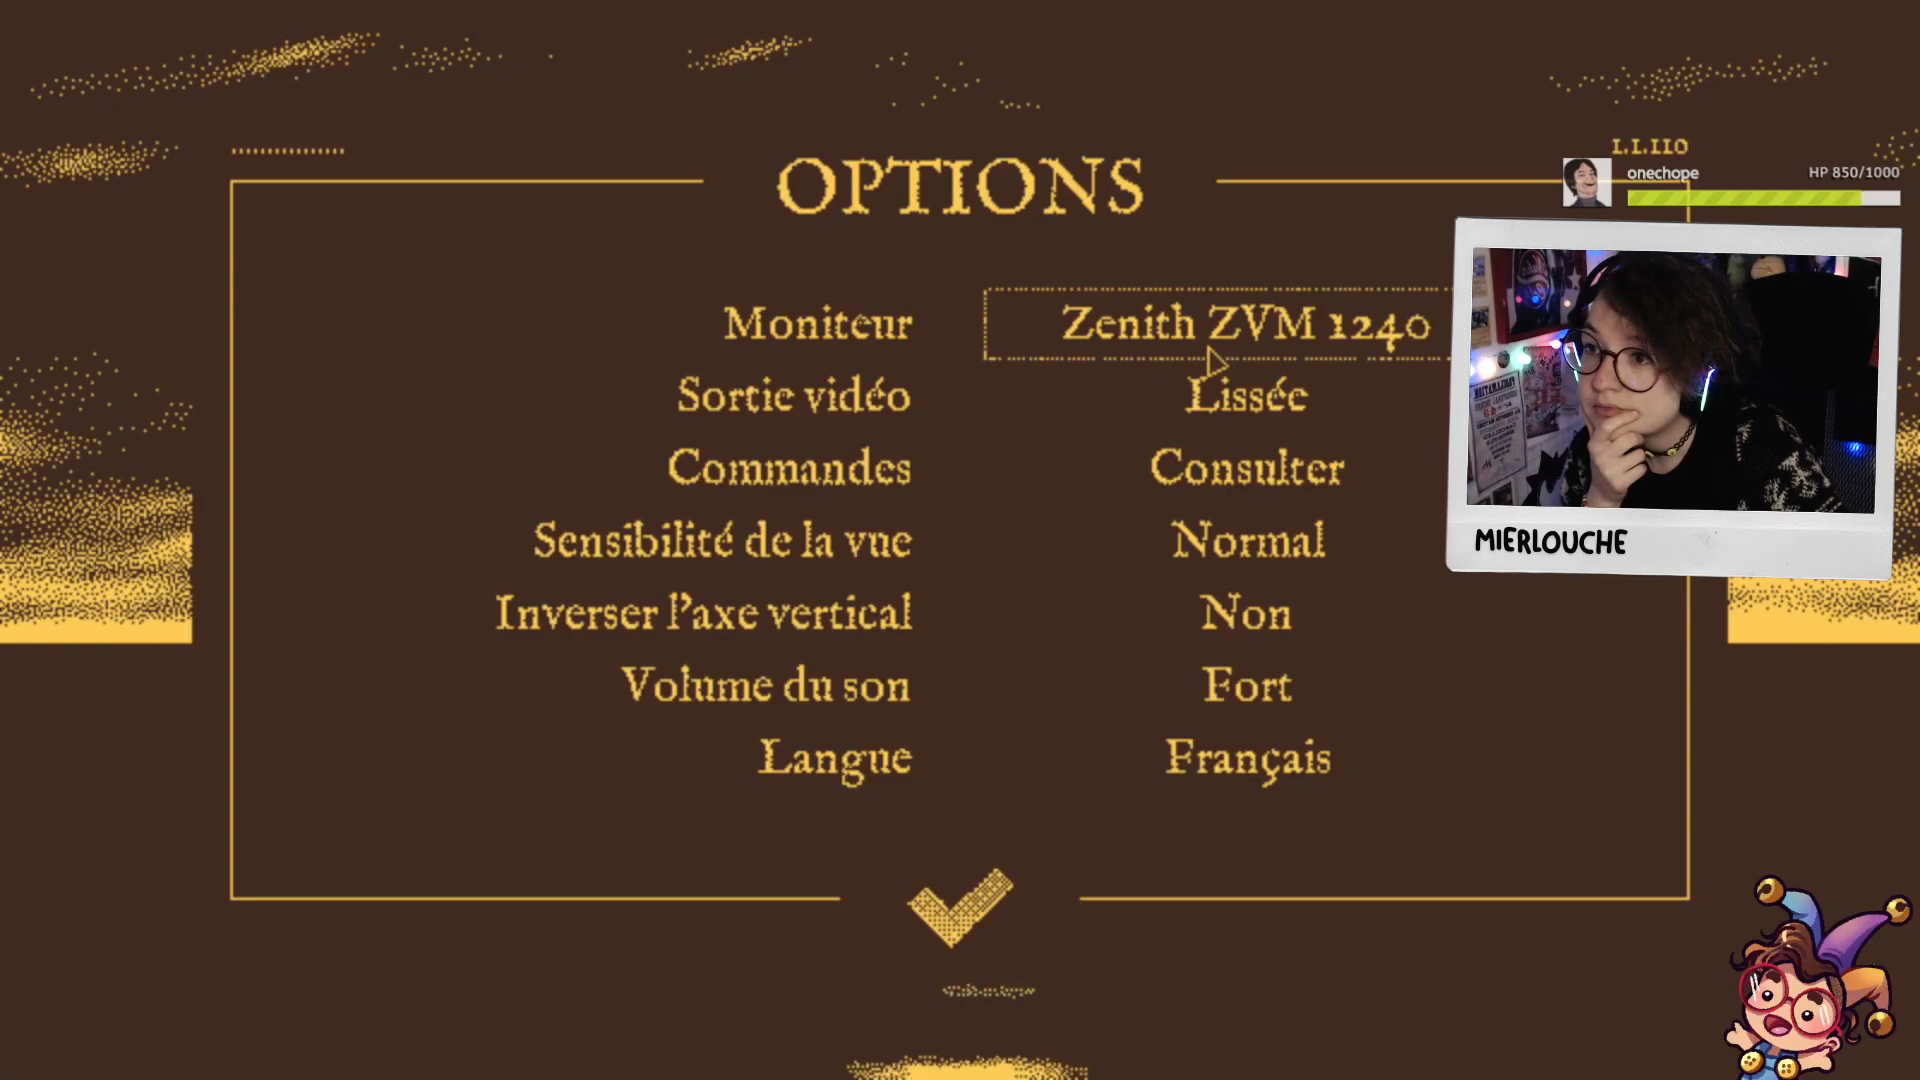 OPTIONS
1.1.110
onechope
HP 850/1000
Moniteur
Zenith ZVM 1240
Sortie vidéo
Lissée
Commandes
Consulter
Sensibilité de la vue
Normal
MIERLOUCHE
Inverser l'axe vertical
Non
Volume du son
Fort
Langue
Français